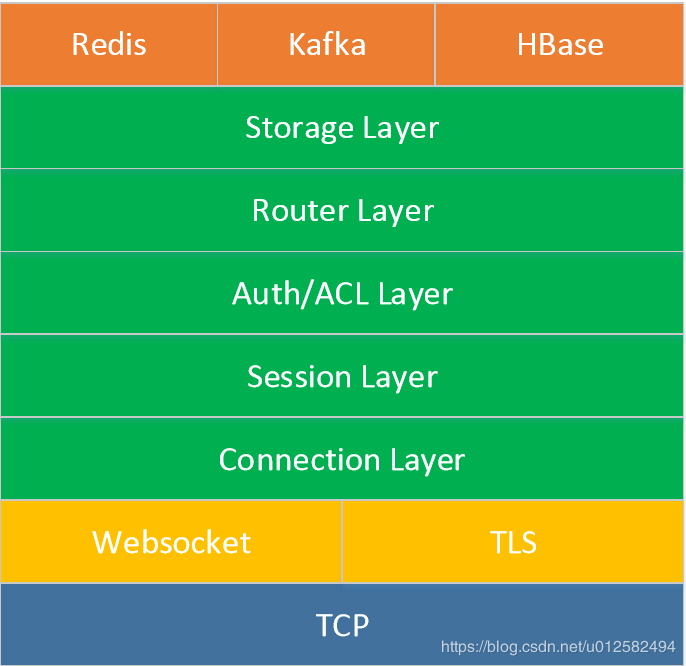 Redis Kafka HBase
Storage Layer
Router Layer
Auth/ACL Layer
Session Layer
Connection Layer
Websocket TLS
TCP
https://blog.csdn.net/u012582494